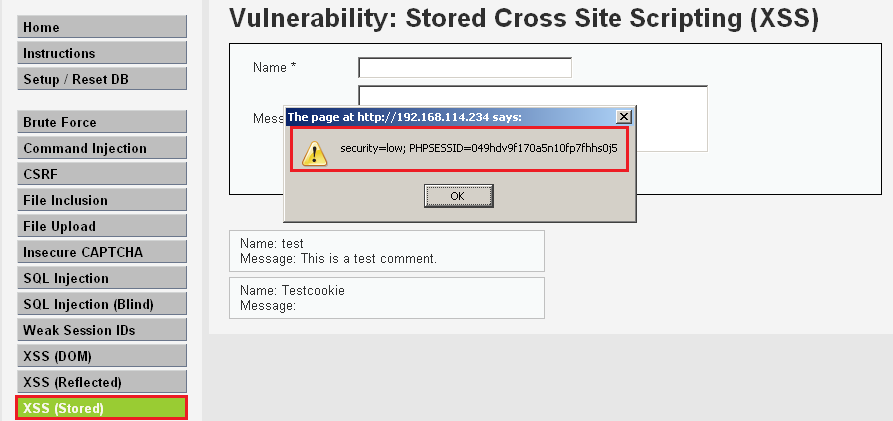 Home
Instructions
Setup / Reset DB
Brute Force
Command Injection
CSRF
File Inclusion
File Upload
Insecure CAPTCHA
SQL Injection
SQL Injection (Blind)
Weak Session IDs
XSS (DOM)
XSS (Reflected)
XSS (Stored)
Vulnerability: Stored Cross Site Scripting (XSS)
Name *
Mess
The page at http://192.168.114.234 says:
security=low; PHPSESSID=049hdv9f170a5n10fp7fhhs0j5
OK
Name: test
Message: This is a test comment.
Name: Testcookie
Message: